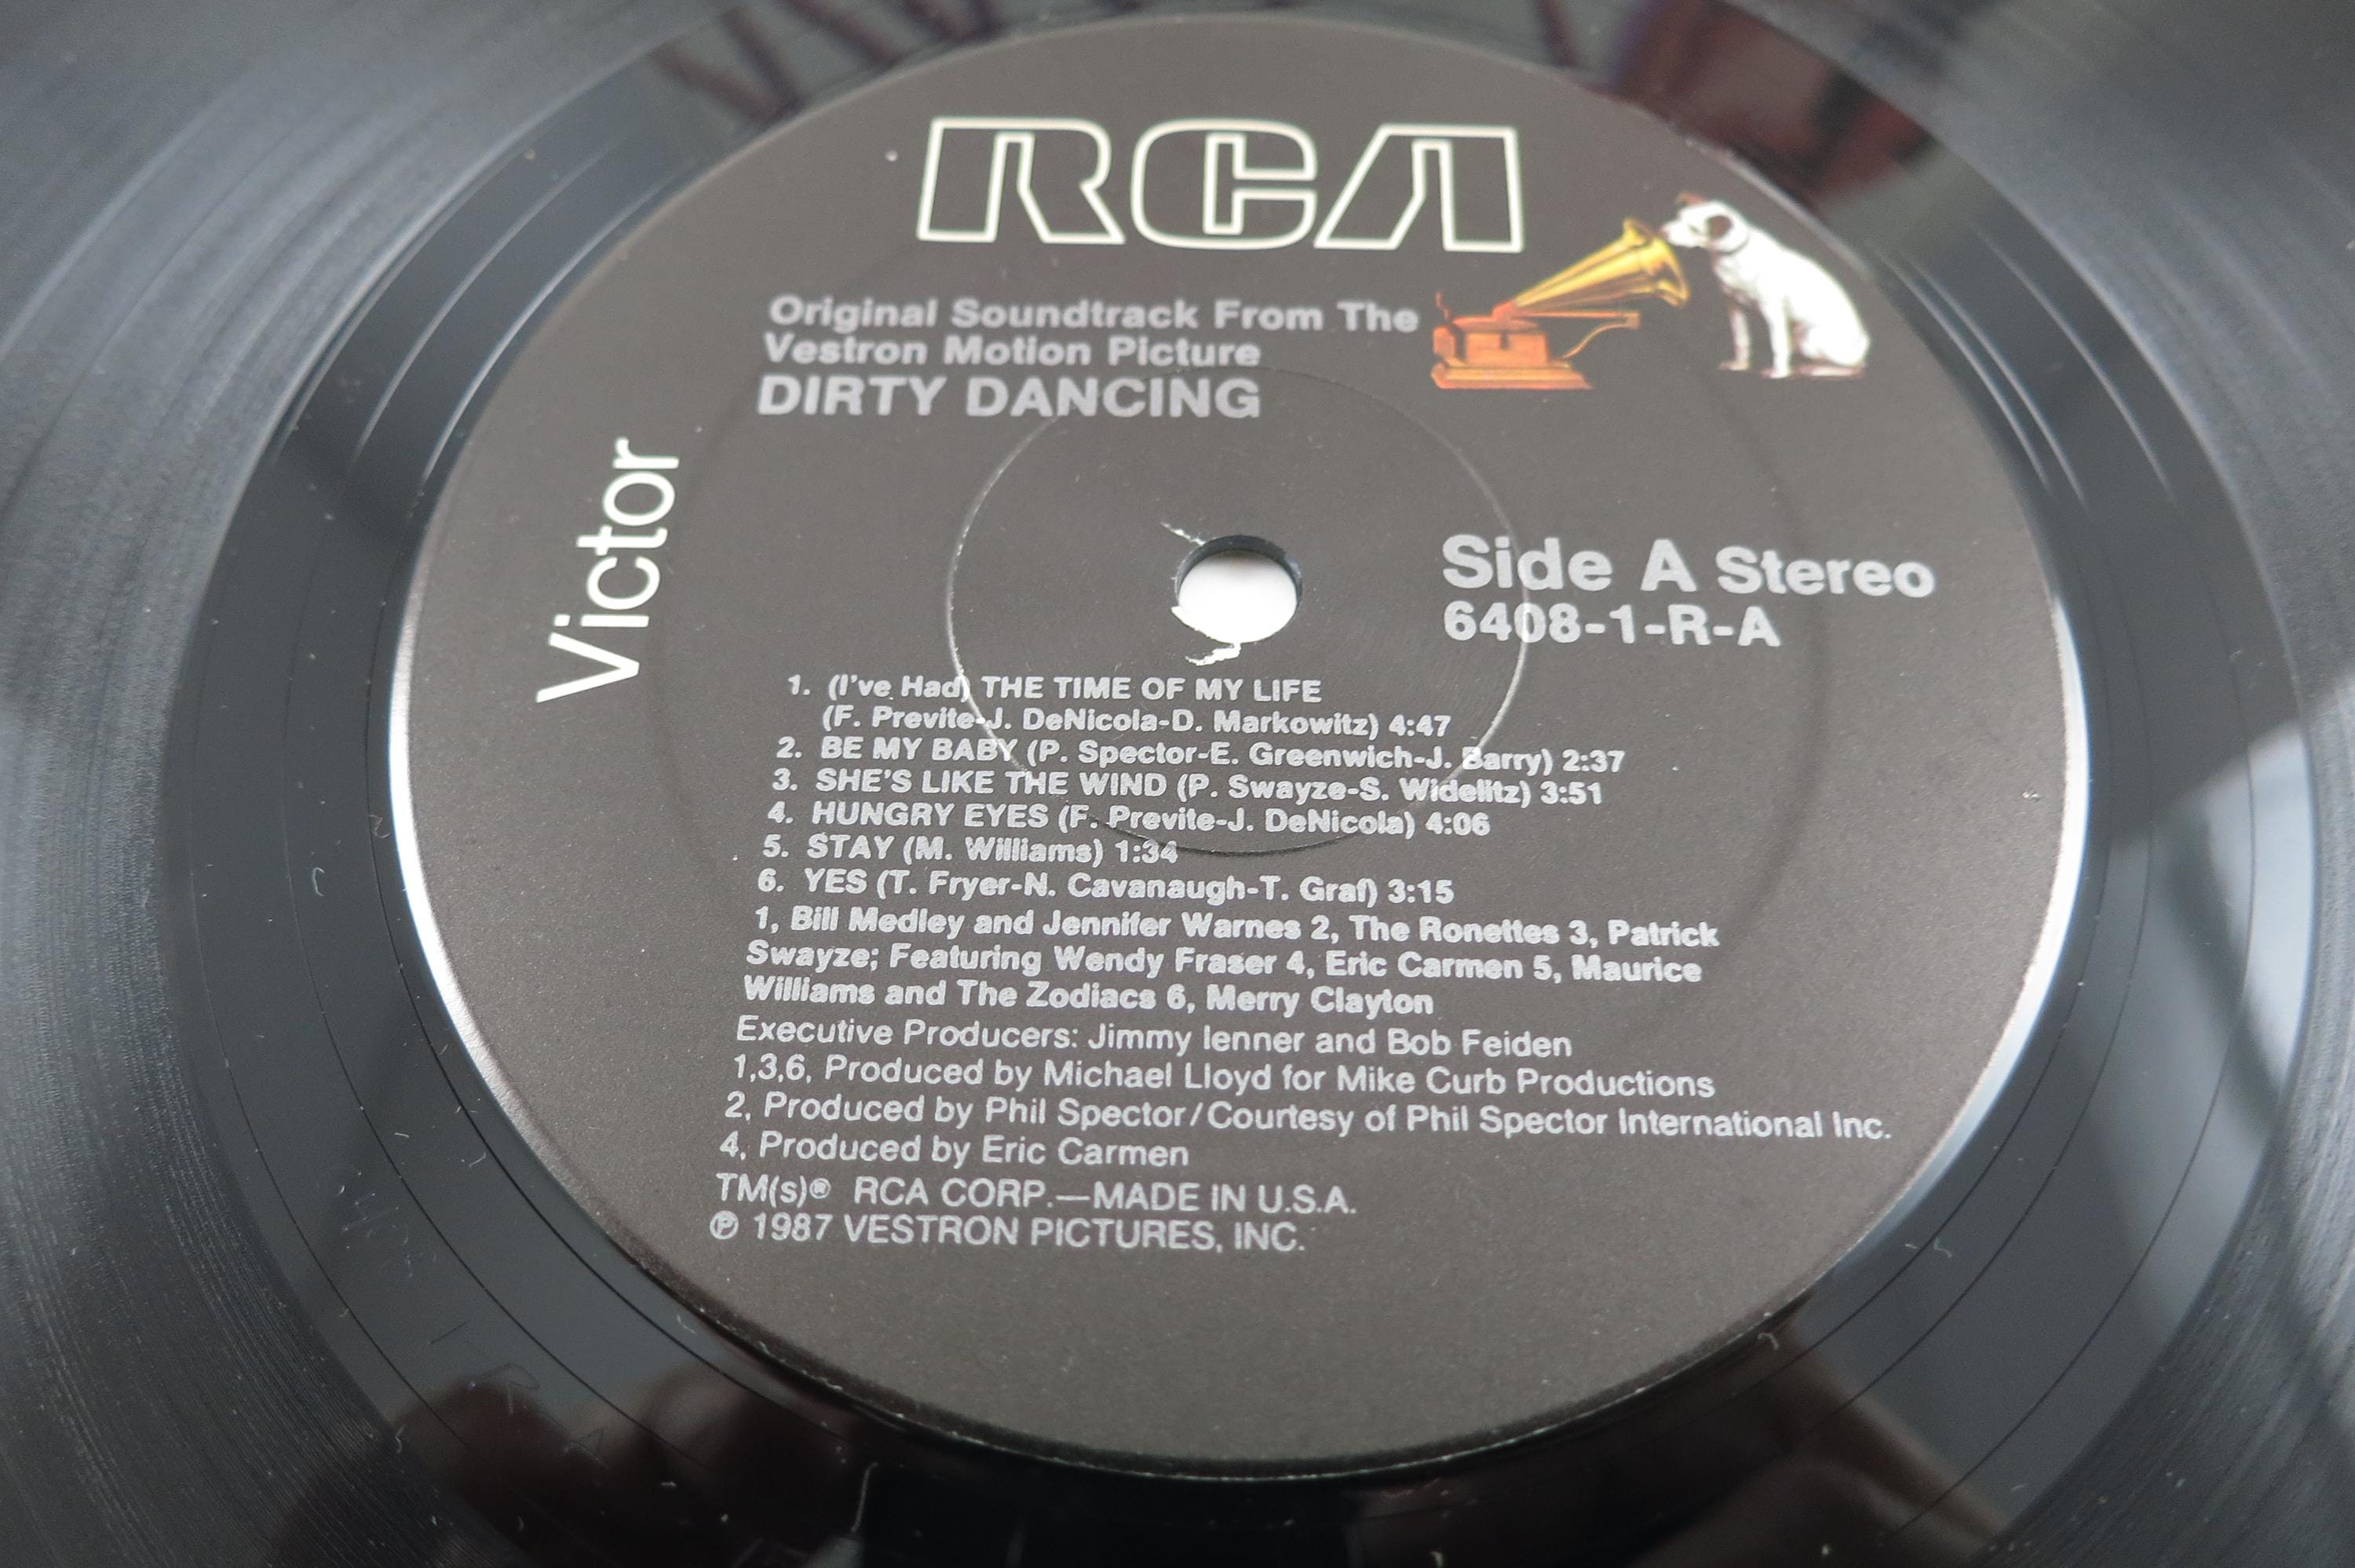 RCA
Original Soundtrack From The
Vestron Motion Picture
DIRTY DANCING
Victor
Side A Stereo
6408-1-R-A
1. (I've Had) THE TIME OF MY LIFE
(F. Previte-J. DeNicola-D. Markowitz) 4:47
2. BE MY BABY (P. Spector-E. Greenwich-J. Barry) 2:37
3. SHE'S LIKE THE WIND (P. Swayze-S. Widelitz) 3:51
4. HUNGRY EYES (F. Previte-J. DeNicola) 4:06
5. STAY (M. Williams) 1:34
6. YES (T. Fryer-N. Cavanaugh-T. Graf) 3:15
1, Bill Medley and Jennifer Warnes 2, The Ronettes 3, Patrick
Swayze; Featuring Wendy Fraser 4, Eric Carmen 5, Maurice
Williams and The Zodiacs 6, Merry Clayton
Executive Producers: Jimmy Ienner and Bob Feiden
1,3,6, Produced by Michael Lloyd for Mike Curb Productions
2, Produced by Phil Spector/Courtesy of Phil Spector International Inc.
4, Produced by Eric Carmen
TM(s)® RCA CORP.—MADE IN U.S.A.
℗ 1987 VESTRON PICTURES, INC.